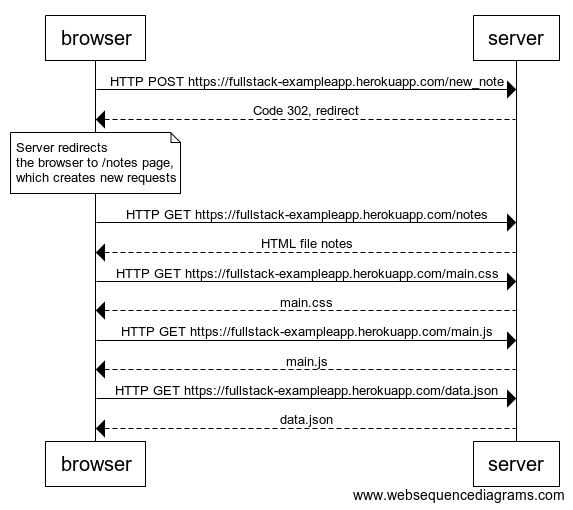 browser
server
HTTP POST https://fullstack-exampleapp.herokuapp.com/new_note
Code 302, redirect
Server redirects
the browser to /notes page,
which creates new requests
HTTP GET https://fullstack-exampleapp.herokuapp.com/notes
HTML file notes
HTTP GET https://fullstack-exampleapp.herokuapp.com/main.css
main.css
HTTP GET https://fullstack-exampleapp.herokuapp.com/main.js
main.js
HTTP GET https://fullstack-exampleapp.herokuapp.com/data.json
data.json
browser
server
www.websequencediagrams.com